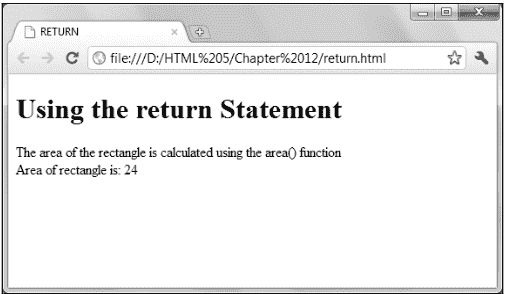 RETURN
file:///D:/HTML%205/Chapter%2012/return.html
Using the return Statement
The area of the rectangle is calculated using the area() function
Area of rectangle is: 24